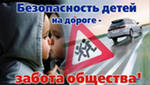 Безопасность детей
на дороге -
забота общества!